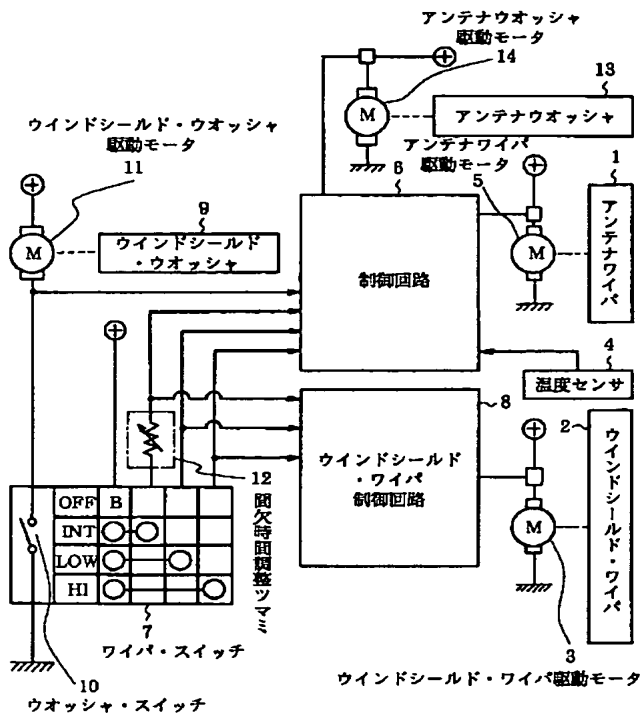 アンテナウオッシャ
駆動モータ
14
13
M
アンテナウオッシャ
ウインドシールド・ウオッシャ
駆動モータ
11
アンテナワイパ
駆動モータ
6
5
1
9
M
ウインドシールド
・ウオッシャ
制御回路
M
アンテナワイパ
4
温度センサ
8
2
12
ウインドシールド
・ワイパ
制御回路
M
ウインドシールド・ワイパ
OFF B
INT
LOW
HI
間欠時間調整ツマミ
7
ワイパ・スイッチ
3
10
ウオッシャ・スイッチ
ウインドシールド・ワイパ駆動モータ